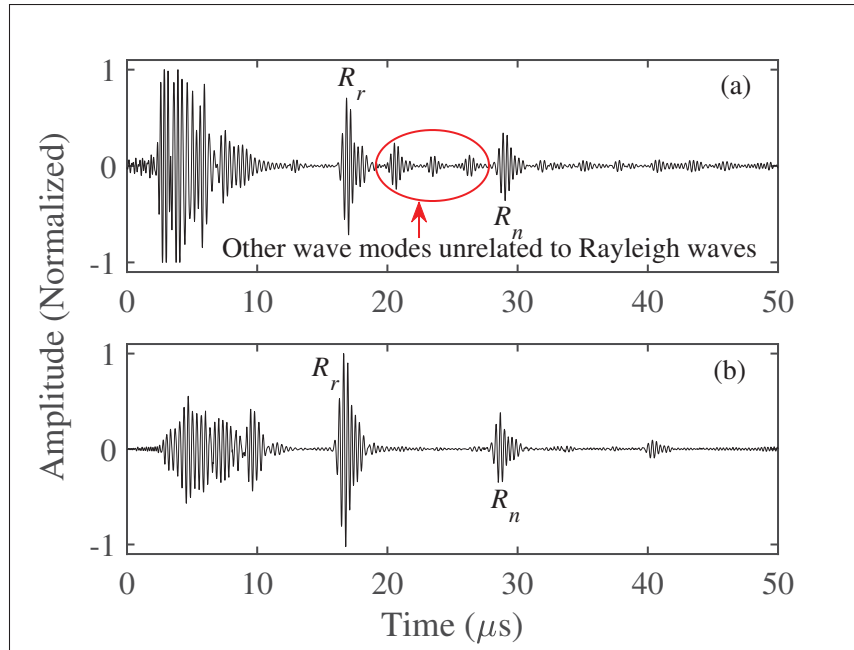 Amplitude (Normalized)
(a)
1
0
-1
R_r
R_n
Other wave modes unrelated to Rayleigh waves
0 10 20 30 40 50
(b)
1
0
-1
R_r
R_n
0 10 20 30 40 50
Time (μs)